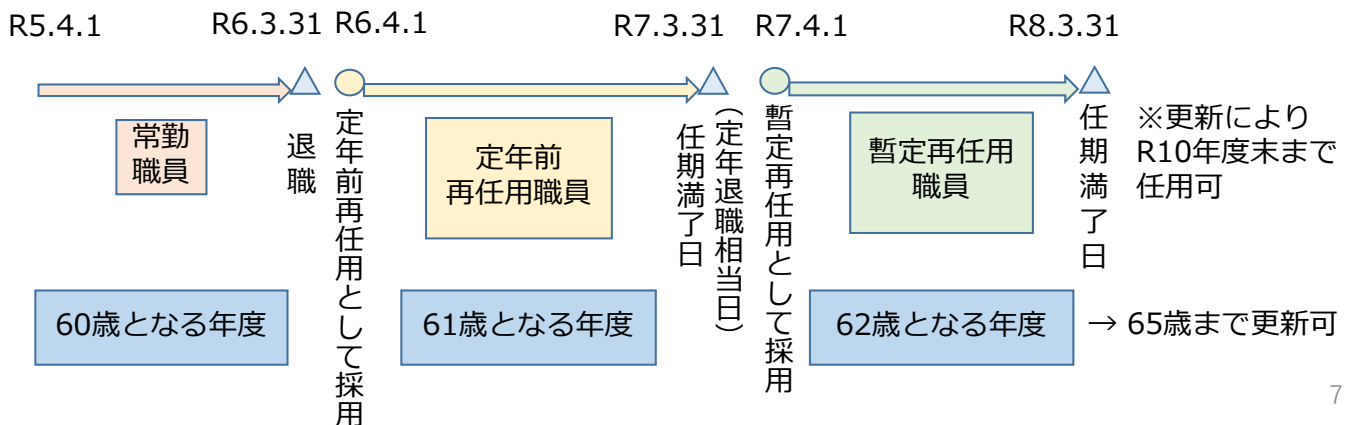 R5.4.1
R6.3.31
R6.4.1
R7.3.31
R7.4.1
R8.3.31
常勤
職員
退職
定年前再任用として採用
定年前
再任用職員
任期満了日
（定年退職相当日）
暫定再任用として採用
暫定再任用
職員
任期満了日
※更新により
R10年度末まで
任用可
60歳となる年度
61歳となる年度
62歳となる年度
→ 65歳まで更新可
7